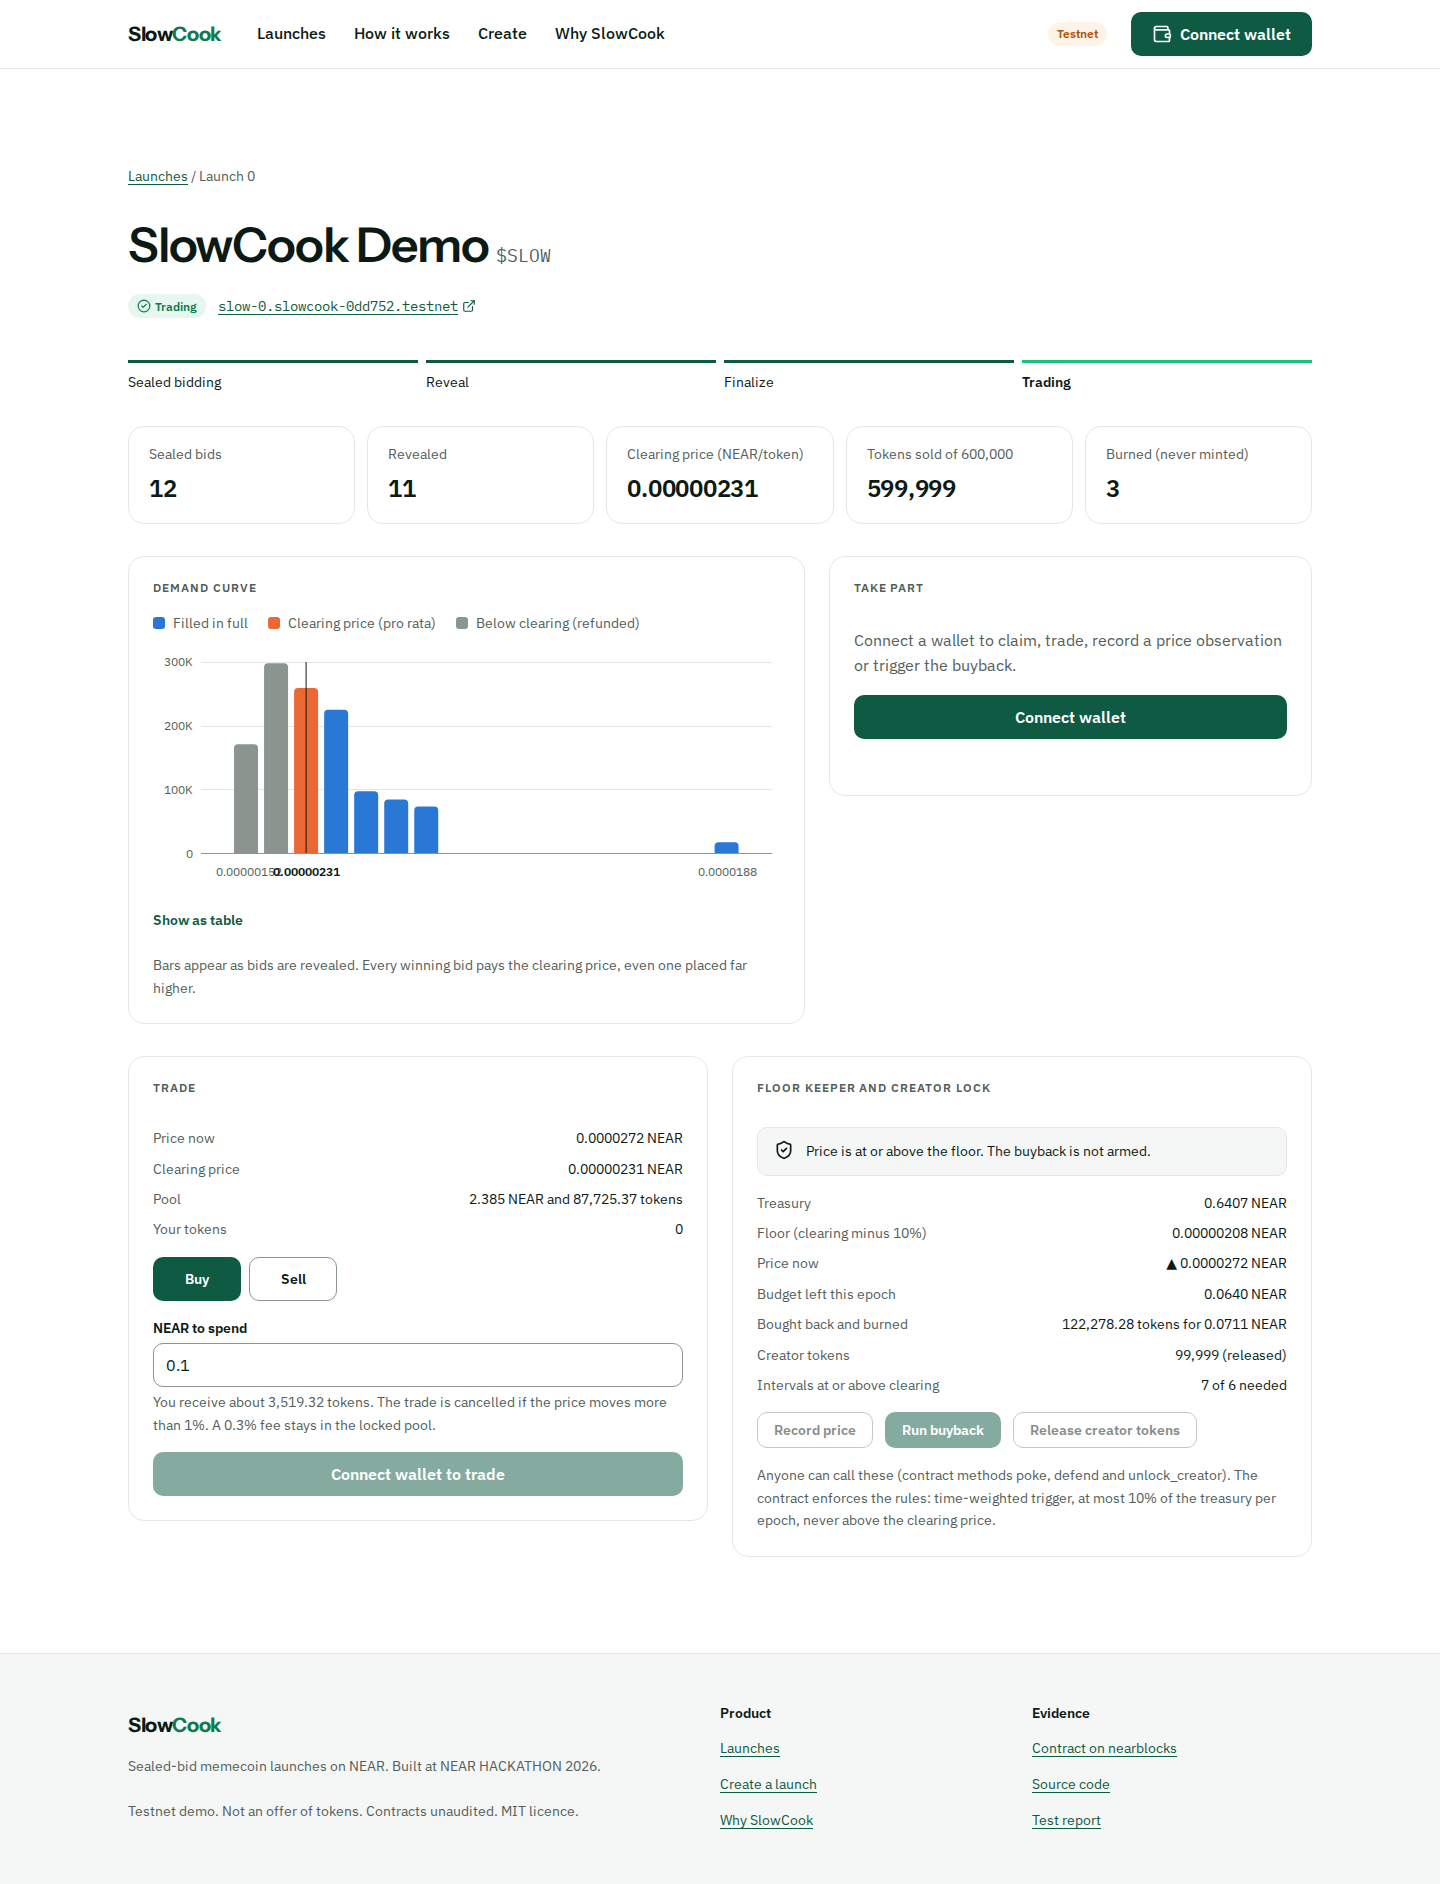 SlowCook Launches How it works Create Why SlowCook Testnet Connect wallet
Launches / Launch 0
SlowCook Demo $SLOW
Trading slow-0.slowcook-0dd752.testnet
Sealed bidding Reveal Finalize Trading
Sealed bids Revealed Clearing price (NEAR/token) Tokens sold of 600,000 Burned (never minted)
12 11 0.00000231 599,999 3
DEMAND CURVE
Filled in full Clearing price (pro rata) Below clearing (refunded)
300K
200K
100K
0
0.00000231 0.0000188
Show as table
Bars appear as bids are revealed. Every winning bid pays the clearing price, even one placed far
higher.
TAKE PART
Connect a wallet to claim, trade, record a price observation
or trigger the buyback.
Connect wallet
TRADE
Price now 0.0000272 NEAR
Clearing price 0.00000231 NEAR
Pool 2.385 NEAR and 87,725.37 tokens
Your tokens 0
Buy Sell
NEAR to spend
0.1
You receive about 3,519.32 tokens. The trade is cancelled if the price moves more
than 1%. A 0.3% fee stays in the locked pool.
Connect wallet to trade
FLOOR KEEPER AND CREATOR LOCK
Price is at or above the floor. The buyback is not armed.
Treasury 0.6407 NEAR
Floor (clearing minus 10%) 0.00000208 NEAR
Price now ▲ 0.0000272 NEAR
Budget left this epoch 0.0640 NEAR
Bought back and burned 122,278.28 tokens for 0.0711 NEAR
Creator tokens 99,999 (released)
Intervals at or above clearing 7 of 6 needed
Record price Run buyback Release creator tokens
Anyone can call these (contract methods poke, defend and unlock_creator). The
contract enforces the rules: time-weighted trigger, at most 10% of the treasury per
epoch, never above the clearing price.
SlowCook
Sealed-bid memecoin launches on NEAR. Built at NEAR HACKATHON 2026.
Testnet demo. Not an offer of tokens. Contracts unaudited. MIT licence.
Product
Launches
Create a launch
Why SlowCook
Evidence
Contract on nearblocks
Source code
Test report